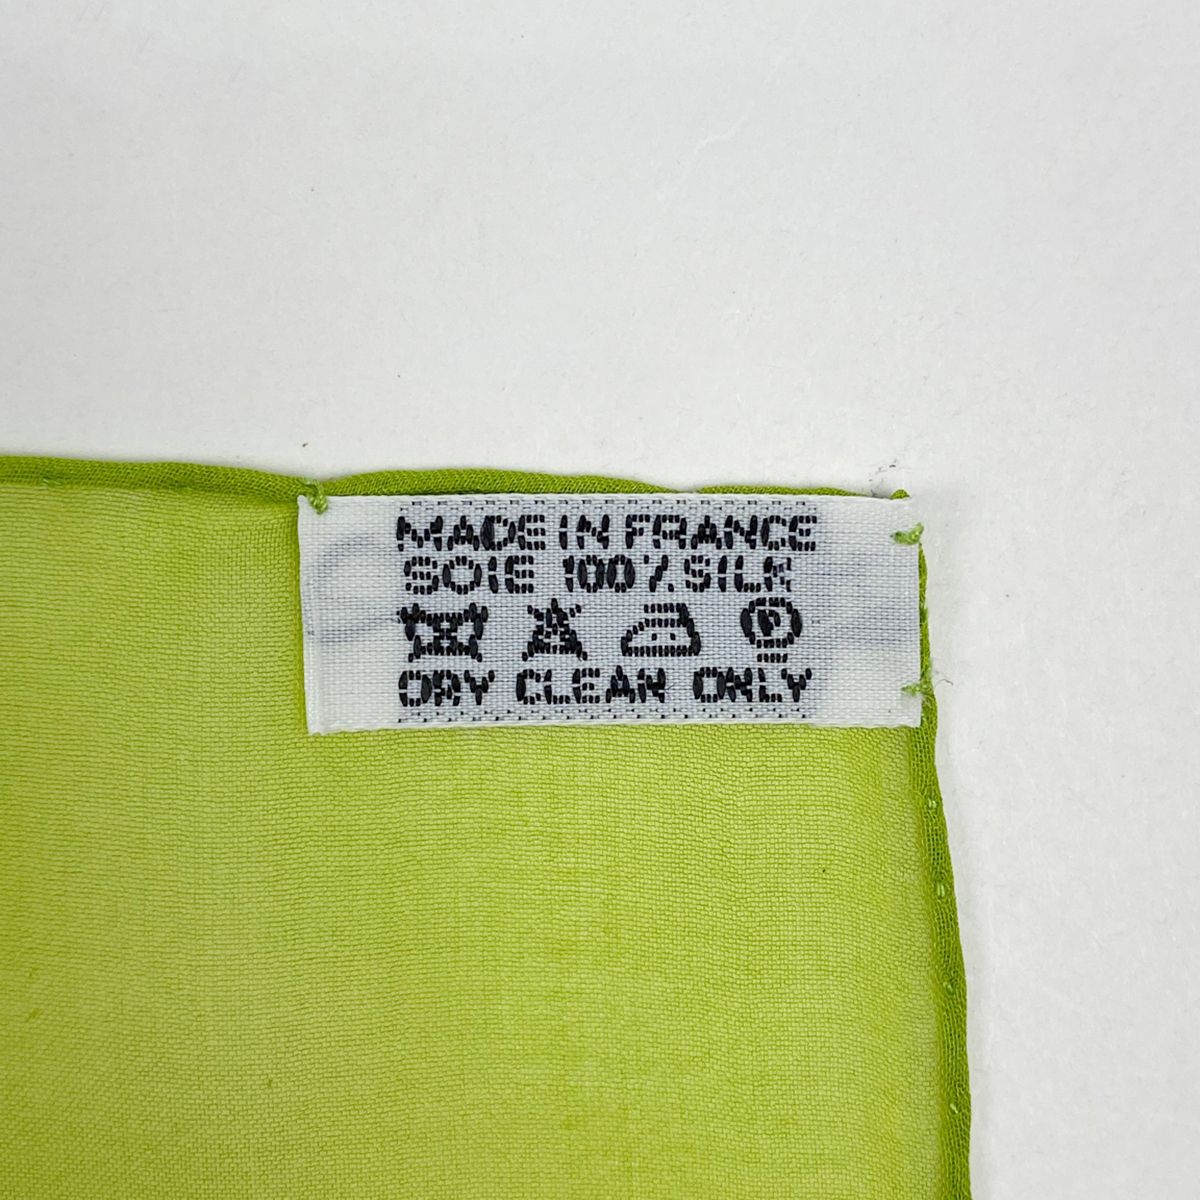 MADE IN FRANCE
SOIE 100% SILK
P
DRY CLEAN ONLY